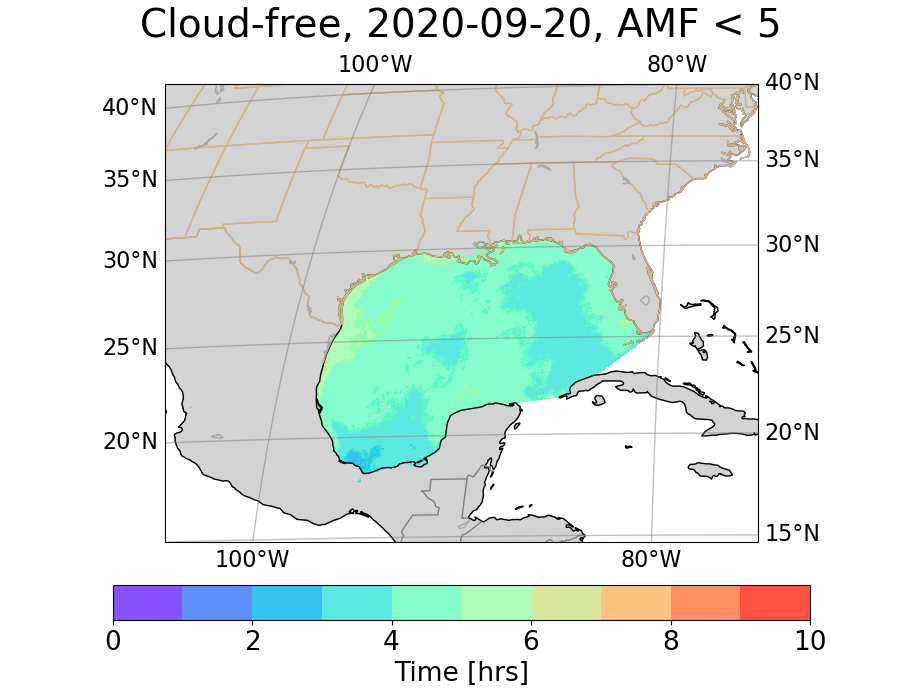 Cloud-free, 2020-09-20, AMF < 5
100°W 80°W
40°N 40°N
35°N 35°N
30°N 30°N
25°N 25°N
20°N 20°N
15°N
100°W 80°W
0 2 4 6 8 10
Time [hrs]